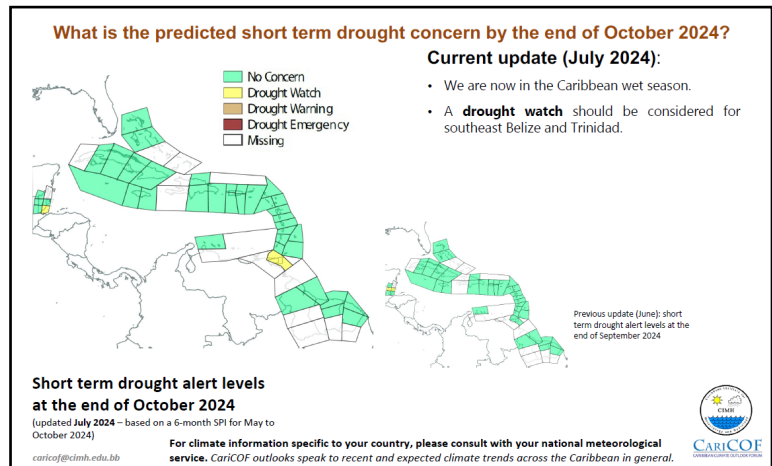 What is the predicted short term drought concern by the end of October 2024?
Current update (July 2024):
• We are now in the Caribbean wet season.
• A drought watch should be considered for
southeast Belize and Trinidad.
No Concern
Drought Watch
Drought Warning
Drought Emergency
Missing
Previous update (June): short
term drought alert levels at the
end of September 2024
Short term drought alert levels
at the end of October 2024
(updated July 2024 – based on a 6-month SPI for May to
October 2024)
For climate information specific to your country, please consult with your national meteorological
service. CariCOF outlooks speak to recent and expected climate trends across the Caribbean in general.
caricof@cimh.edu.bb
CIMH
CARICOF
CARIBBEAN CLIMATE OUTLOOK FORUM